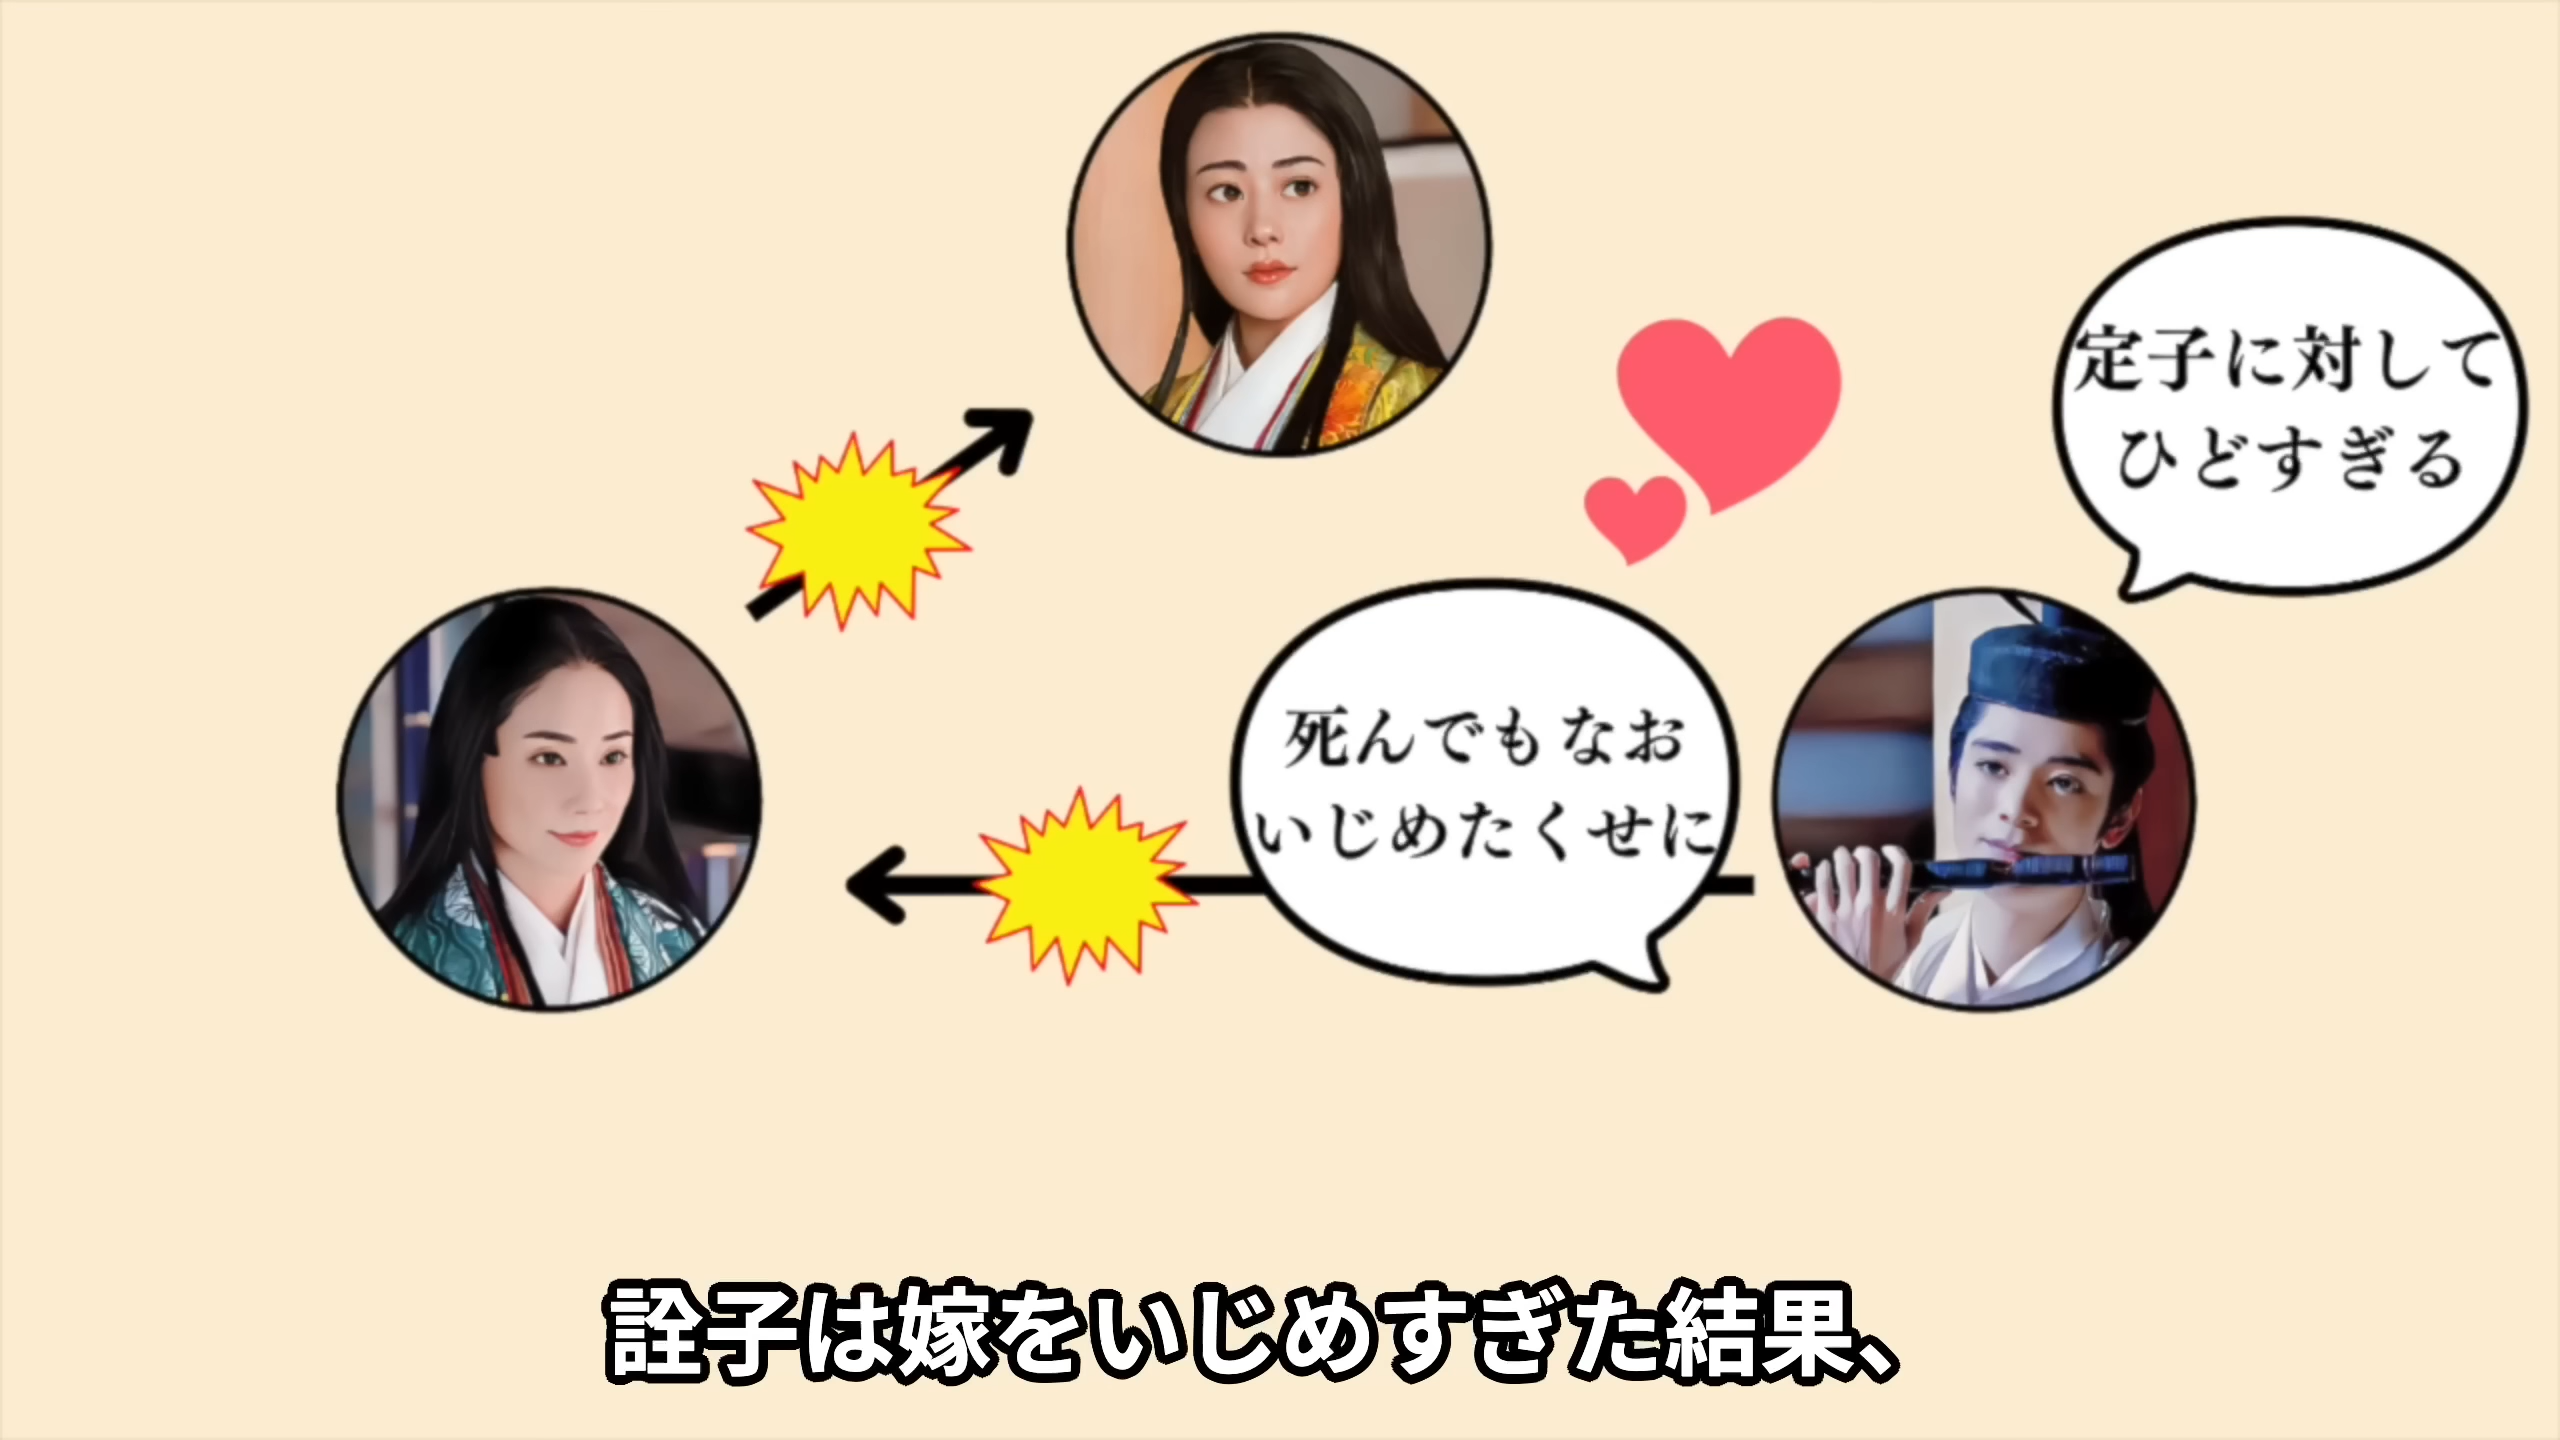 定子に対して
ひどすぎる
死んでもなお
いじめたくせに
詮子は嫁をいじめすぎた結果、